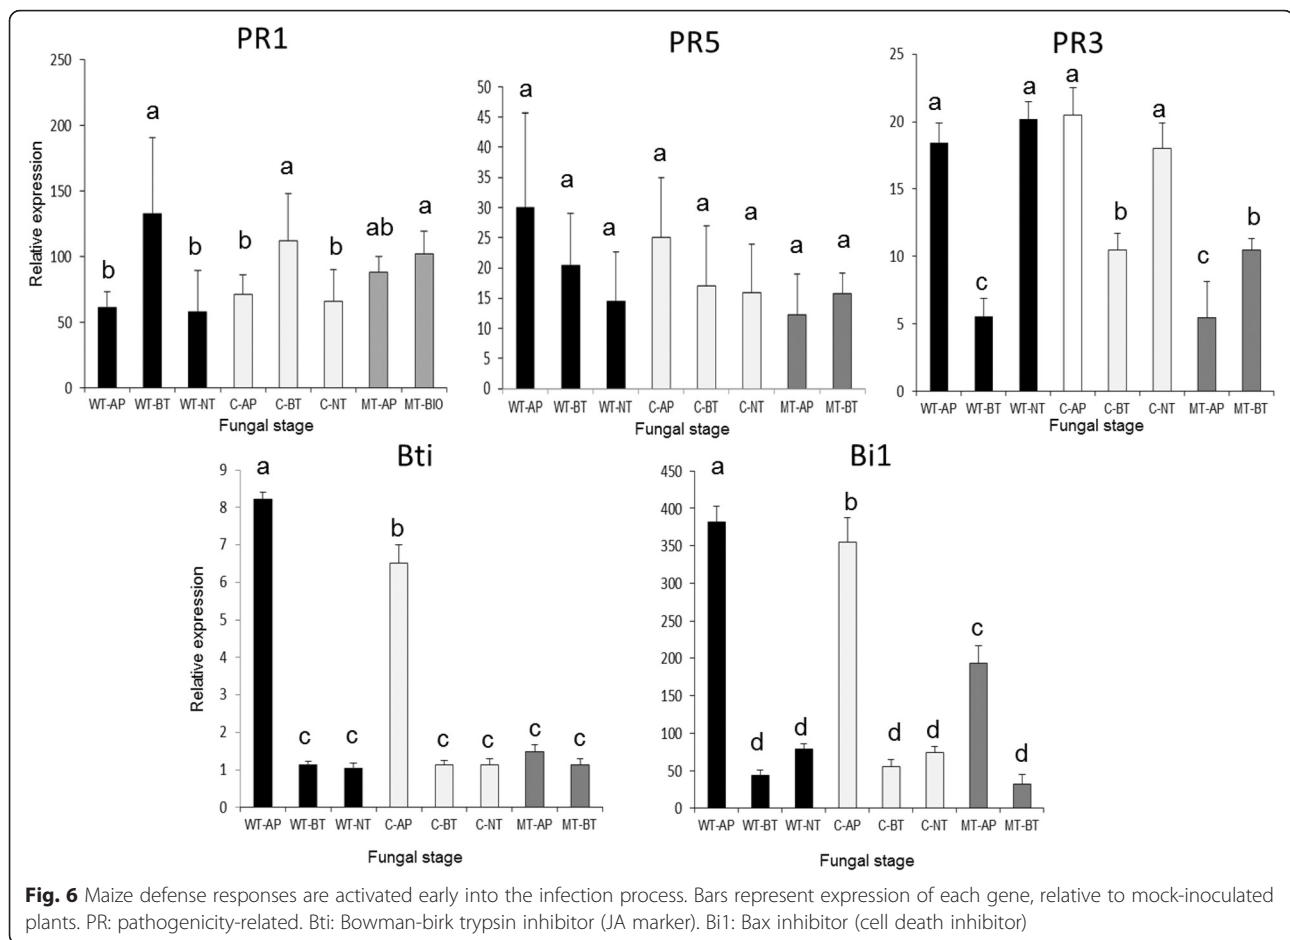 PR1
250
200
150
100
50
0
Relative expression
b
a
b
b
a
b
ab
a
WT-AP WT-BT WT-NT C-AP C-BT C-NT MT-AP MT-BIO
Fungal stage
PR5
50
45
40
35
30
25
20
15
10
5
0
a
a
a
a
a
a
a
a
WT-AP WT-BT WT-NT C-AP C-BT C-NT MT-AP MT-BT
Fungal stage
PR3
25
20
15
10
5
0
a
c
a
a
b
a
c
b
WT-AP WT-BT WT-NT C-AP C-BT C-NT MT-AP MT-BT
Fungal stage
Bti
9
8
7
6
5
4
3
2
1
0
Relative expression
a
c
c
b
c
c
c
c
WT-AP WT-BT WT-NT C-AP C-BT C-NT MT-AP MT-BT
Fungal stage
Bi1
450
400
350
300
250
200
150
100
50
0
a
d
d
b
d
d
c
d
WT-AP WT-BT WT-NT C-AP C-BT C-NT MT-AP MT-BT
Fungal stage
Fig. 6 Maize defense responses are activated early into the infection process. Bars represent expression of each gene, relative to mock-inoculated
plants. PR: pathogenicity-related. Bti: Bowman-birk trypsin inhibitor (JA marker). Bi1: Bax inhibitor (cell death inhibitor)